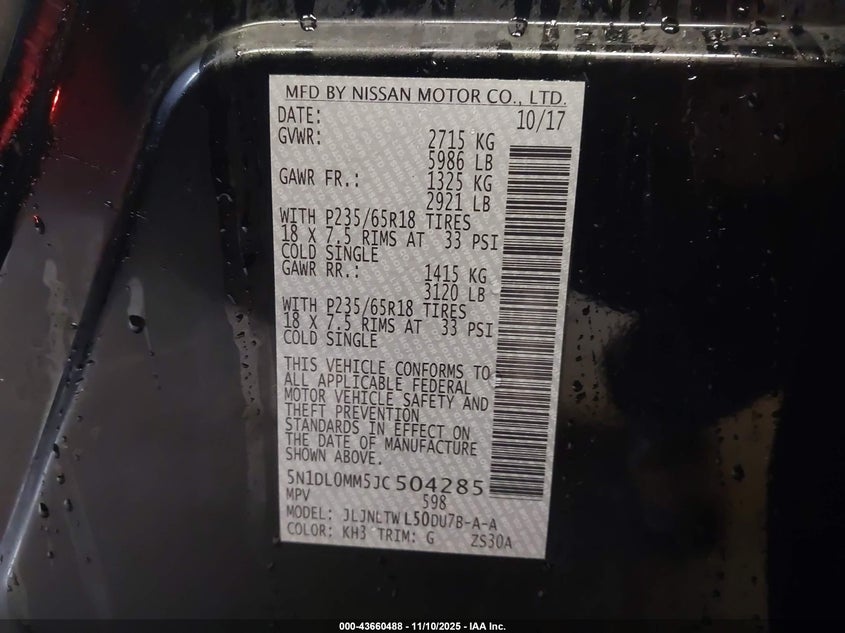 MFD BY NISSAN MOTOR CO., LTD.
DATE: 10/17
GVWR: 2715 KG
5986 LB
GAWR FR.: 1325 KG
2921 LB
WITH P235/65R18 TIRES
18 X 7.5 RIMS AT 33 PSI
COLD SINGLE
GAWR RR.: 1415 KG
3120 LB
WITH P235/65R18 TIRES
18 X 7.5 RIMS AT 33 PSI
COLD SINGLE
THIS VEHICLE CONFORMS TO
ALL APPLICABLE FEDERAL
MOTOR VEHICLE SAFETY AND
THEFT PREVENTION
STANDARDS IN EFFECT ON
THE DATE OF MANUFACTURE
SHOWN ABOVE.
5N1DL0MM5JC504285
MPV 598
MODEL: JLJNLTWL50DU7B-A-A
COLOR: KH3 TRIM: G ZS30A
000-43660488 - 11/10/2025 - IAA Inc.